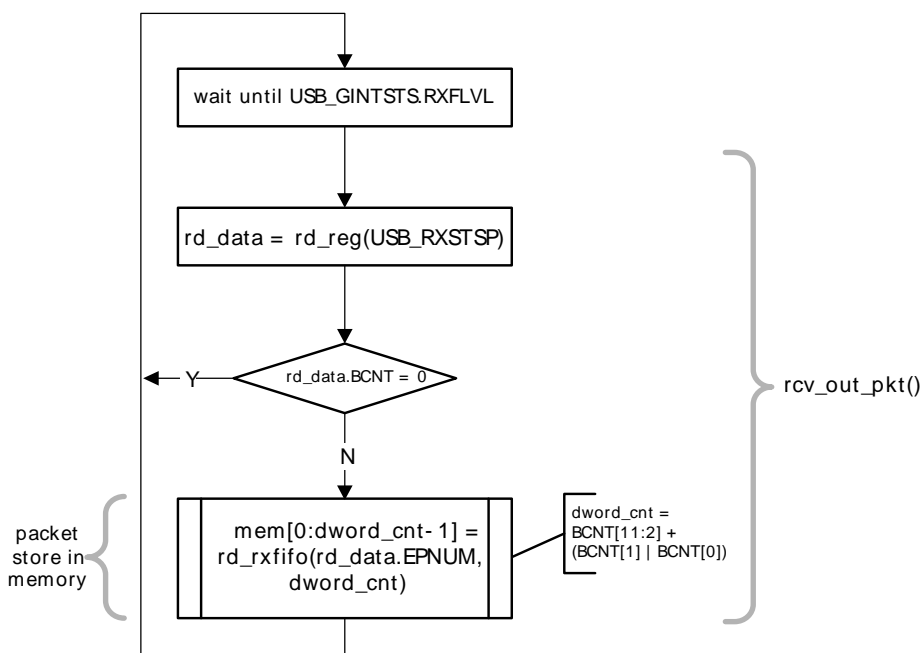 wait until USB_GINTSTS.RXFLVL
rd_data = rd_reg(USB_RXSTSP)
rd_data.BCNT = 0
Y
rcv_out_pkt()
N
packet
store in
memory
mem[0:dword_cnt-1] =
rd_rxfifo(rd_data.EPNUM,
dword_cnt)
dword_cnt =
BCNT[11:2] +
(BCNT[1] | BCNT[0])